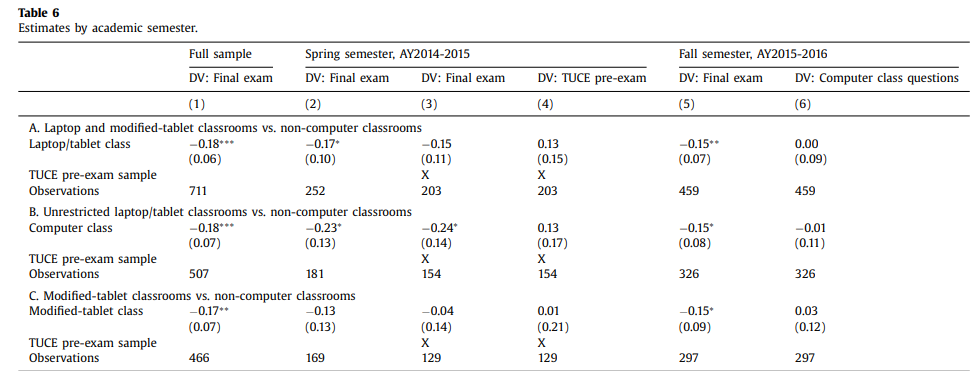 Table 6
Estimates by academic semester.
Full sample Spring semester, AY2014-2015 Fall semester, AY2015-2016
DV: Final exam DV: Final exam DV: Final exam DV: TUCE pre-exam DV: Final exam DV: Computer class questions
(1) (2) (3) (4) (5) (6)
A. Laptop and modified-tablet classrooms vs. non-computer classrooms
Laptop/tablet class −0.18*** −0.17* −0.15 0.13 −0.15** 0.00
(0.06) (0.10) (0.11) (0.15) (0.07) (0.09)
TUCE pre-exam sample X X
Observations 711 252 203 203 459 459
B. Unrestricted laptop/tablet classrooms vs. non-computer classrooms
Computer class −0.18*** −0.23* −0.24* 0.13 −0.15* −0.01
(0.07) (0.13) (0.14) (0.17) (0.08) (0.11)
TUCE pre-exam sample X X
Observations 507 181 154 154 326 326
C. Modified-tablet classrooms vs. non-computer classrooms
Modified-tablet class −0.17** −0.13 −0.04 0.01 −0.15* 0.03
(0.07) (0.13) (0.14) (0.21) (0.09) (0.12)
TUCE pre-exam sample X X
Observations 466 169 129 129 297 297